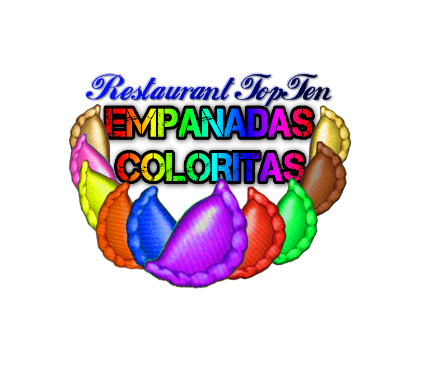 Restaurant TopTen
EMPANADAS
COLORITAS